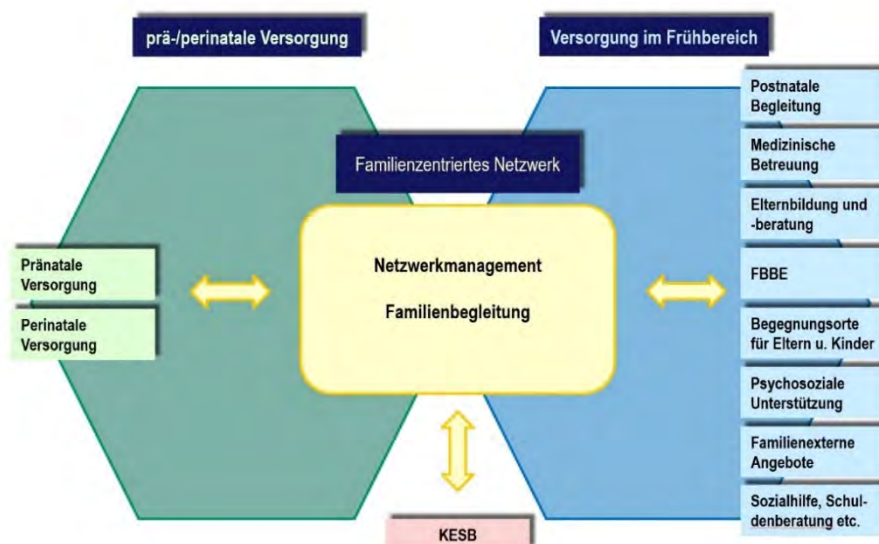 prä-/perinatale Versorgung
Versorgung im Frühbereich
Familienzentriertes Netzwerk
Netzwerkmanagement
Familienbegleitung
Pränatale
Versorgung
Perinatale
Versorgung
Postnatale
Begleitung
Medizinische
Betreuung
Elternbildung und
-beratung
FBBE
Begegnungsorte
für Eltern u. Kinder
Psychosoziale
Unterstützung
Familienexterne
Angebote
Sozialhilfe, Schul-
denberatung etc.
KESB